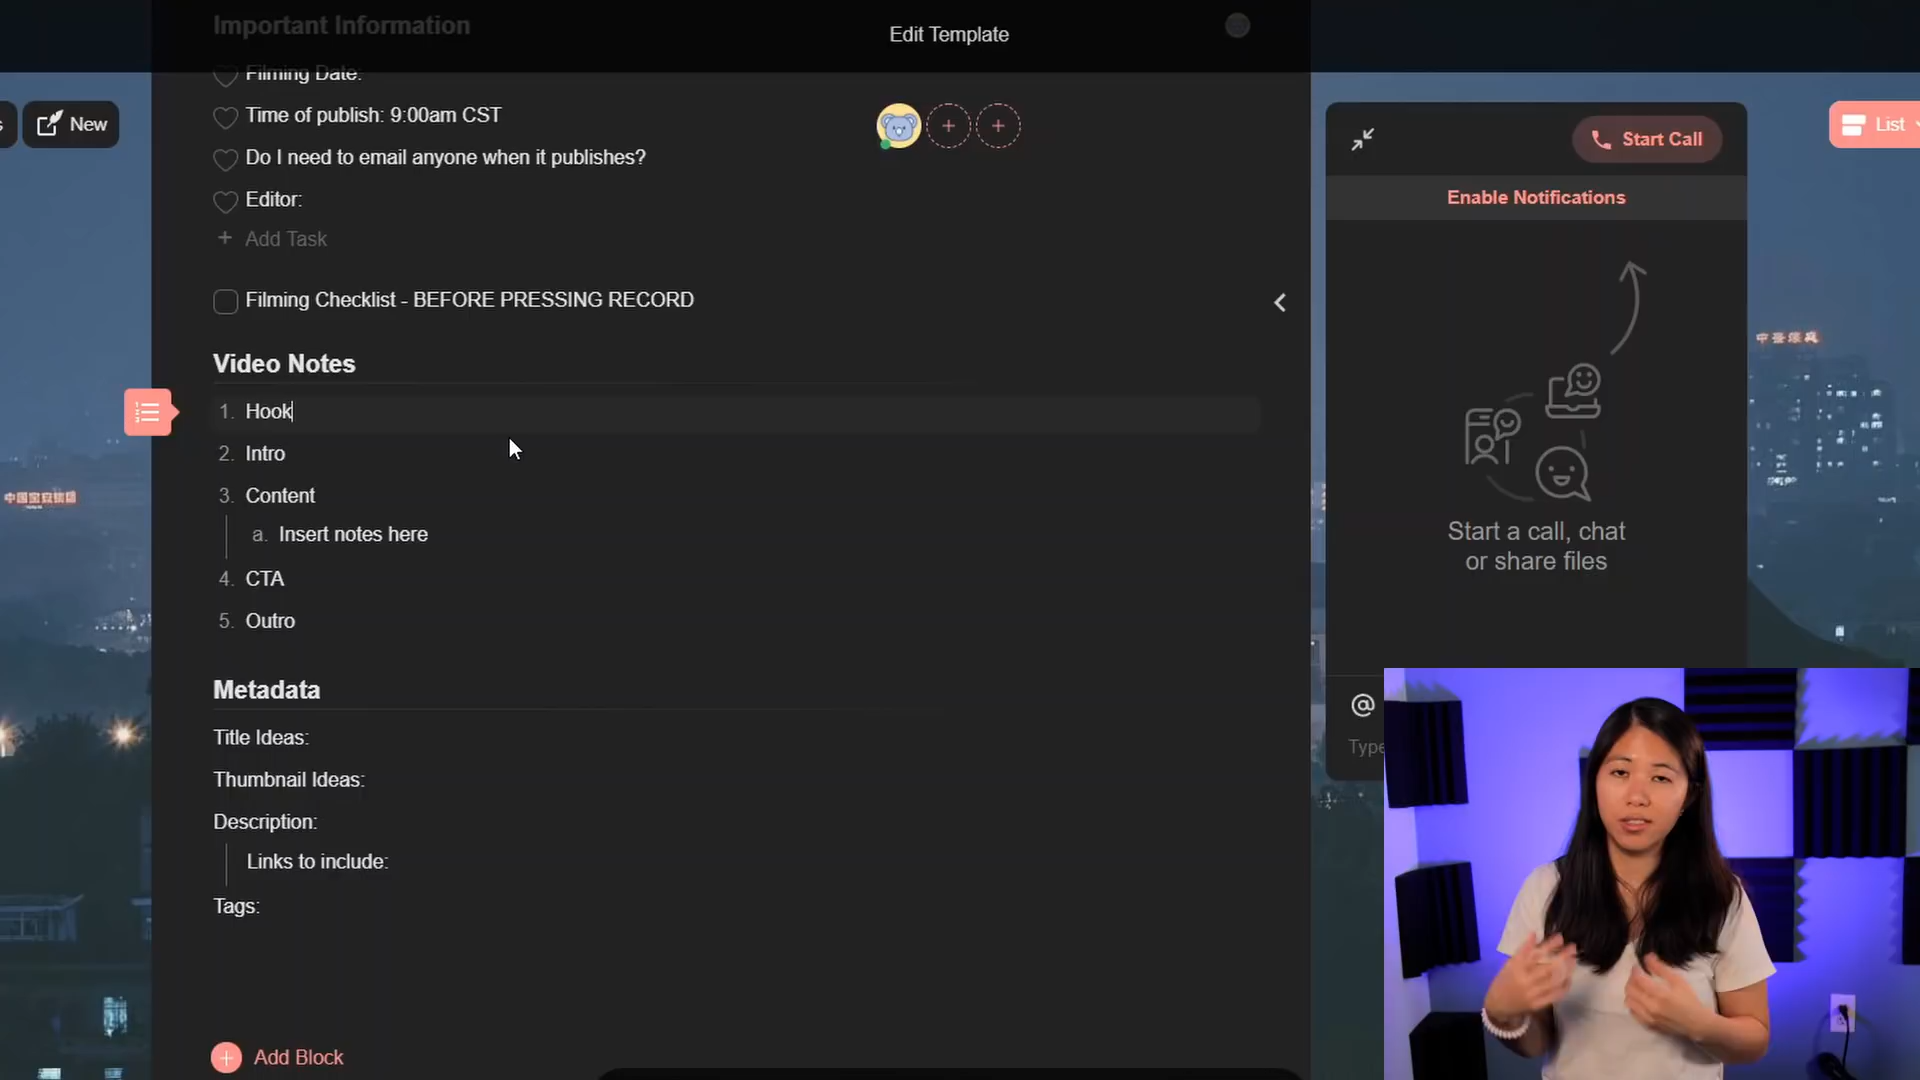 Important Information
Edit Template
Filming Date:
New
Time of publish: 9:00am CST
List
Start Call
Do I need to email anyone when it publishes?
Enable Notifications
Editor:
+ Add Task
Filming Checklist - BEFORE PRESSING RECORD
Video Notes
1. Hook
2. Intro
3. Content
a. Insert notes here
4. CTA
5. Outro
Start a call, chat
or share files
Metadata
Title Ideas:
Thumbnail Ideas:
Description:
Links to include:
Tags:
@
Type
Add Block